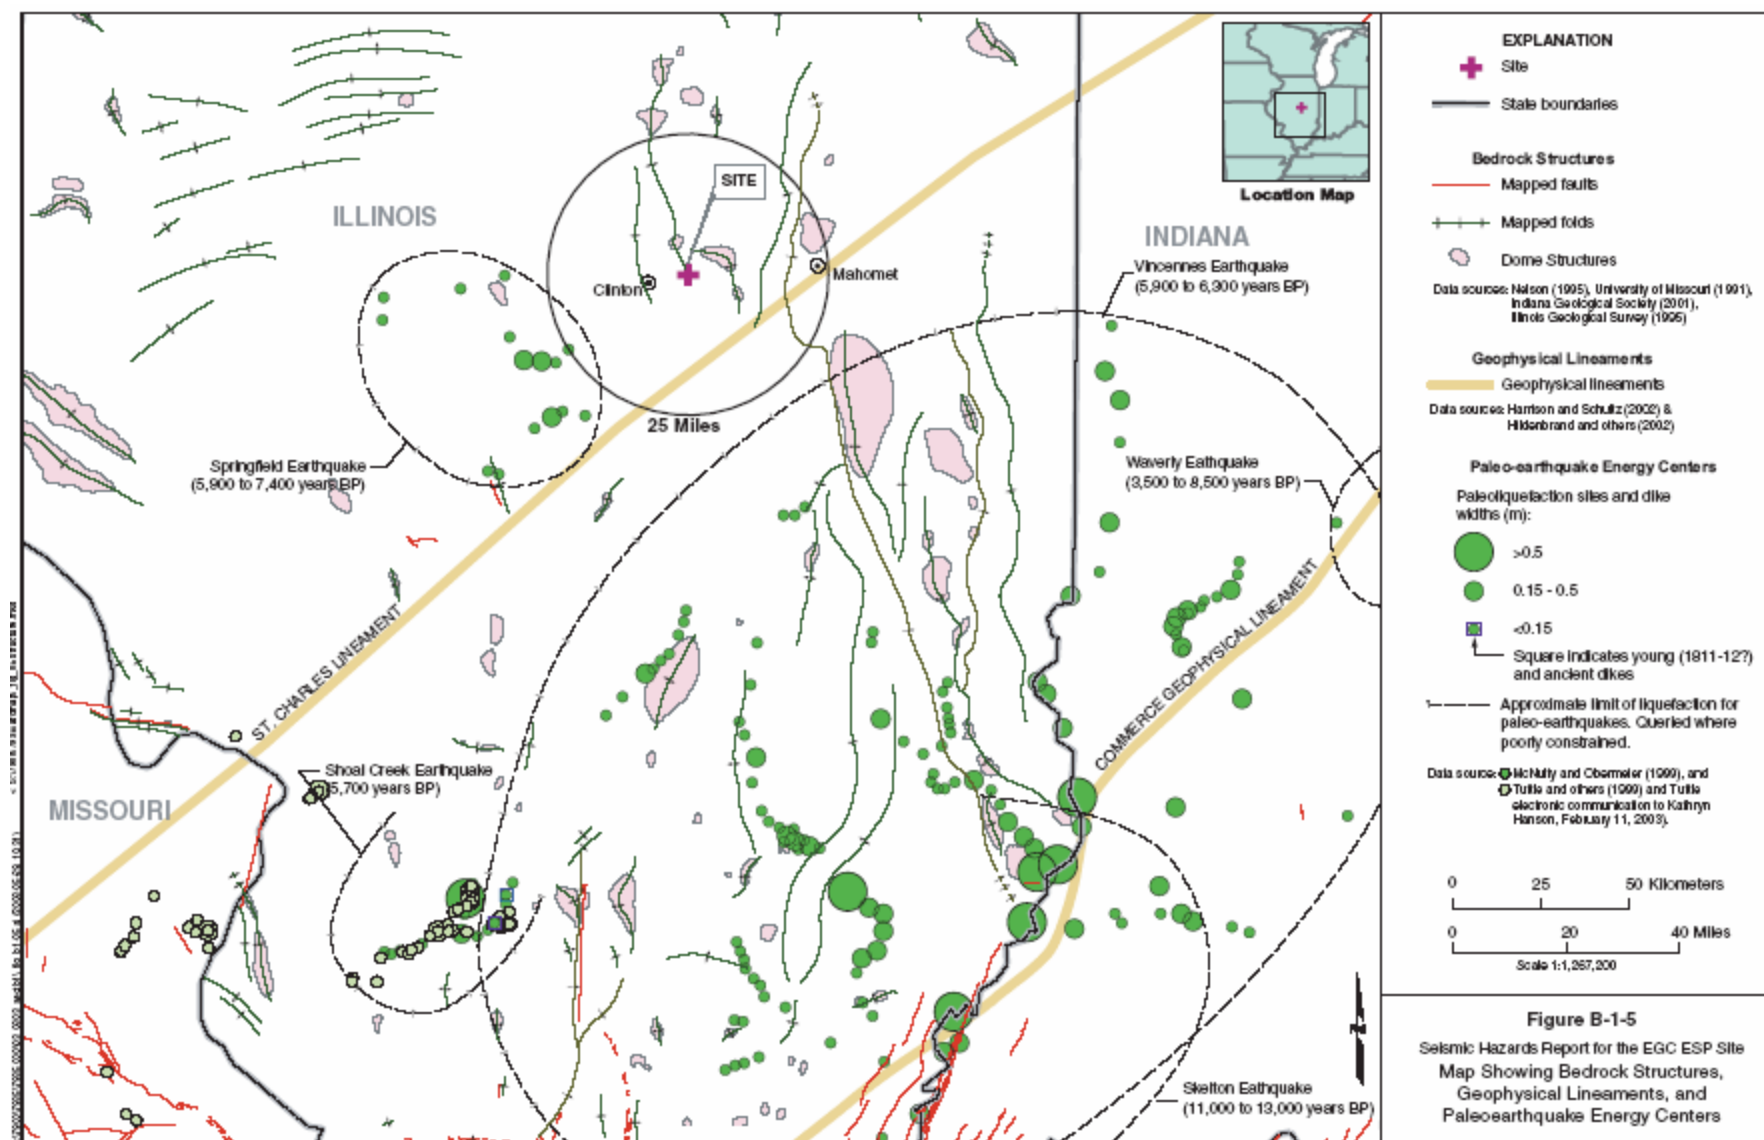 ILLINOIS
SITE
Clinton
Mahomet
25 Miles
INDIANA
Vincennes Earthquake
(5,900 to 6,300 years BP)
Springfield Earthquake
(5,900 to 7,400 years BP)
Waverly Eathquake
(3,500 to 8,500 years BP)
ST. CHARLES LINEAMENT
COMMERCE GEOPHYSICAL LINEAMENT
Shoal Creek Earthquake
(5,700 years BP)
MISSOURI
Skelton Eathquake
(11,000 to 13,000 years BP)
Location Map
EXPLANATION
Site
State boundaries
Bedrock Structures
Mapped faults
Mapped folds
Dome Structures
Data sources: Nelson (1995), University of Missouri (1991),
Indiana Geological Society (2001),
Illinois Geological Survey (1995)
Geophysical Lineaments
Geophysical lineaments
Data sources: Harrison and Schultz (2002) &
Hildenbrand and others (2002)
Paleo-earthquake Energy Centers
Paleoliquefaction sites and dike
widths (m):
>0.5
0.15 - 0.5
<0.15
Square indicates young (1811-12?)
and ancient dikes
Approximate limit of liquefaction for
paleo-earthquakes. Queried where
poorly constrained.
Data source: McNulty and Obermeier (1999), and
Tuttle and others (1999) and Tuttle
electronic communication to Kathryn
Hanson, February 11, 2003).
0 25 50 Kilometers
0 20 40 Miles
Scale 1:1,267,200
Figure B-1-5
Seismic Hazards Report for the EGC ESP Site
Map Showing Bedrock Structures,
Geophysical Lineaments, and
Paleoearthquake Energy Centers